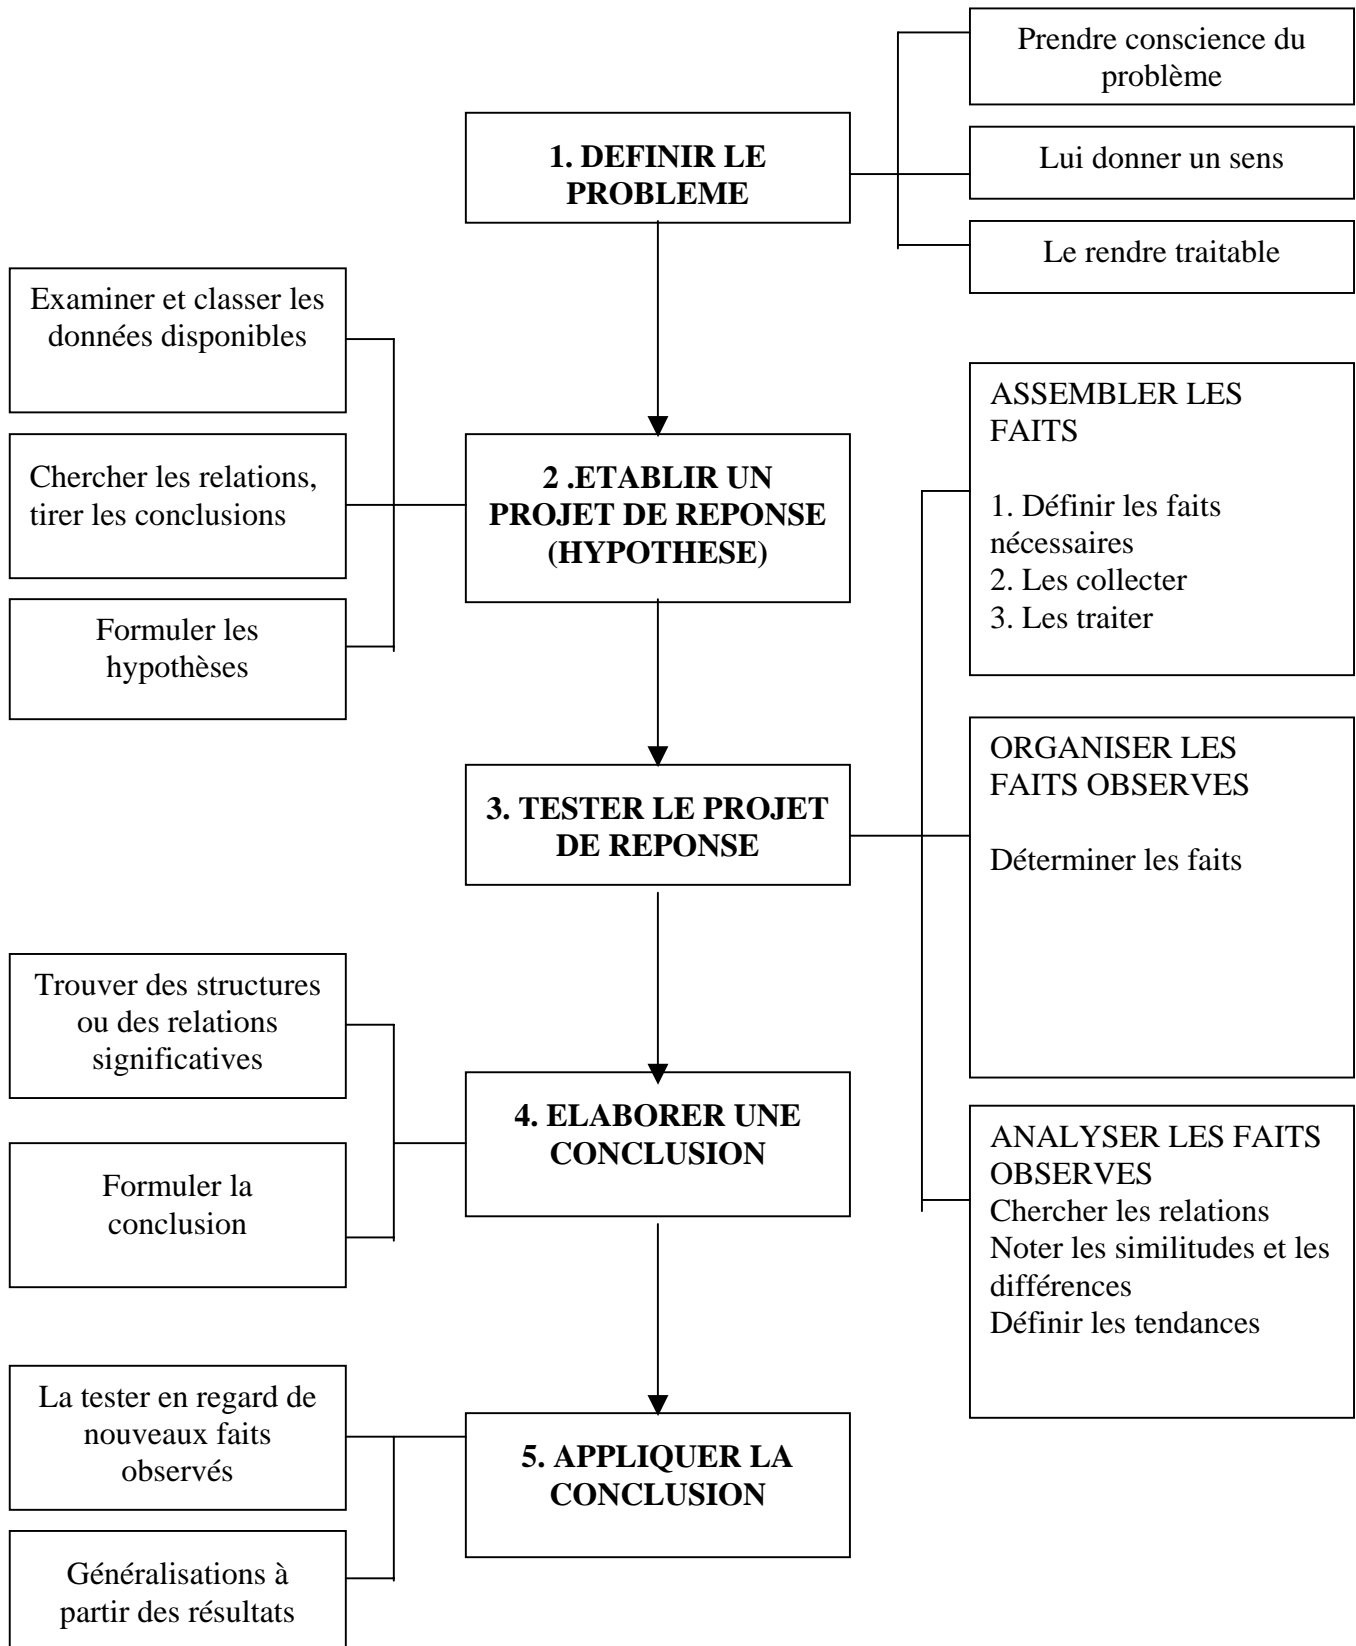 Prendre conscience du
problème
1. DEFINIR LE
PROBLEME
Lui donner un sens
Le rendre traitable
Examiner et classer les
données disponibles
Chercher les relations,
tirer les conclusions
Formuler les
hypothèses
2 .ETABLIR UN
PROJET DE REPONSE
(HYPOTHESE)
ASSEMBLER LES
FAITS
1. Définir les faits
nécessaires
2. Les collecter
3. Les traiter
3. TESTER LE PROJET
DE REPONSE
ORGANISER LES
FAITS OBSERVES
Déterminer les faits
ANALYSER LES FAITS
OBSERVES
Chercher les relations
Noter les similitudes et les
différences
Définir les tendances
Trouver des structures
ou des relations
significatives
Formuler la
conclusion
4. ELABORER UNE
CONCLUSION
La tester en regard de
nouveaux faits
observés
Généralisations à
partir des résultats
5. APPLIQUER LA
CONCLUSION